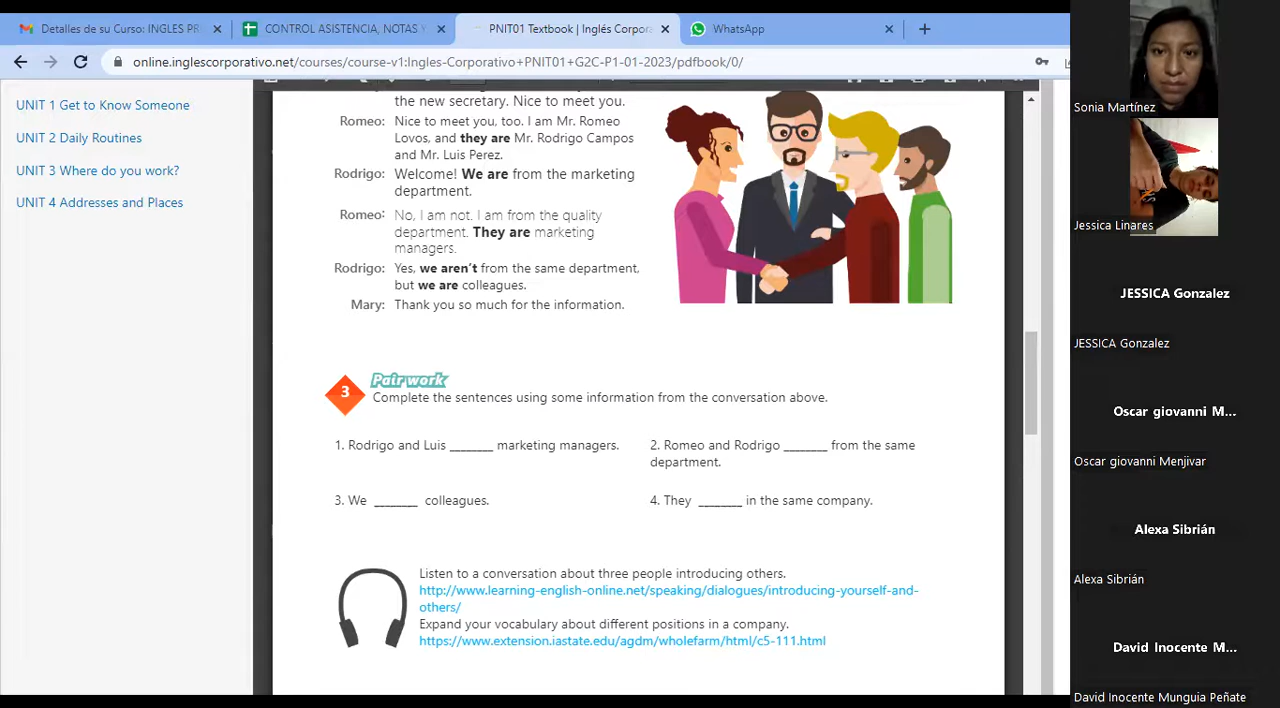 Detalles de su Curso: INGLES PR
CONTROL ASISTENCIA, NOTAS Y
PNIT01 Textbook | Inglés Corpora
WhatsApp
online.inglescorporativo.net/courses/course-v1:Ingles-Corporativo+PNIT01+G2C-P1-01-2023/pdfbook/0/
UNIT 1 Get to Know Someone
UNIT 2 Daily Routines
UNIT 3 Where do you work?
UNIT 4 Addresses and Places
the new secretary. Nice to meet you.
Romeo: Nice to meet you, too. I am Mr. Romeo
Lovos, and they are Mr. Rodrigo Campos
and Mr. Luis Perez.
Rodrigo: Welcome! We are from the marketing
department.
Romeo: No, I am not. I am from the quality
department. They are marketing
managers.
Rodrigo: Yes, we aren't from the same department,
but we are colleagues.
Mary: Thank you so much for the information.
3
Pair work
Complete the sentences using some information from the conversation above.
1. Rodrigo and Luis ________ marketing managers.
2. Romeo and Rodrigo ________ from the same
department.
3. We ________ colleagues.
4. They ________ in the same company.
Listen to a conversation about three people introducing others.
http://www.learning-english-online.net/speaking/dialogues/introducing-yourself-and-
others/
Expand your vocabulary about different positions in a company.
https://www.extension.iastate.edu/agdm/wholefarm/html/c5-111.html
Sonia Martínez
Jessica Linares
JESSICA Gonzalez
JESSICA Gonzalez
Oscar giovanni M...
Oscar giovanni Menjivar
Alexa Sibrián
Alexa Sibrián
David Inocente M...
David Inocente Munguia Peñate